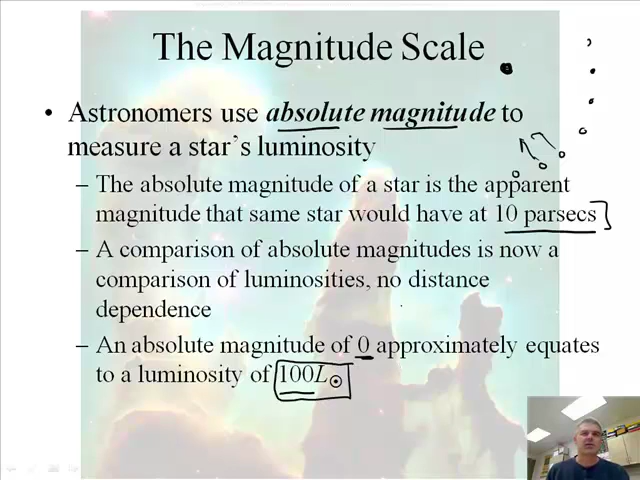 The Magnitude Scale
• Astronomers use absolute magnitude to
measure a star's luminosity
– The absolute magnitude of a star is the apparent
magnitude that same star would have at 10 parsecs
– A comparison of absolute magnitudes is now a
comparison of luminosities, no distance
dependence
– An absolute magnitude of 0 approximately equates
to a luminosity of 100L⊙